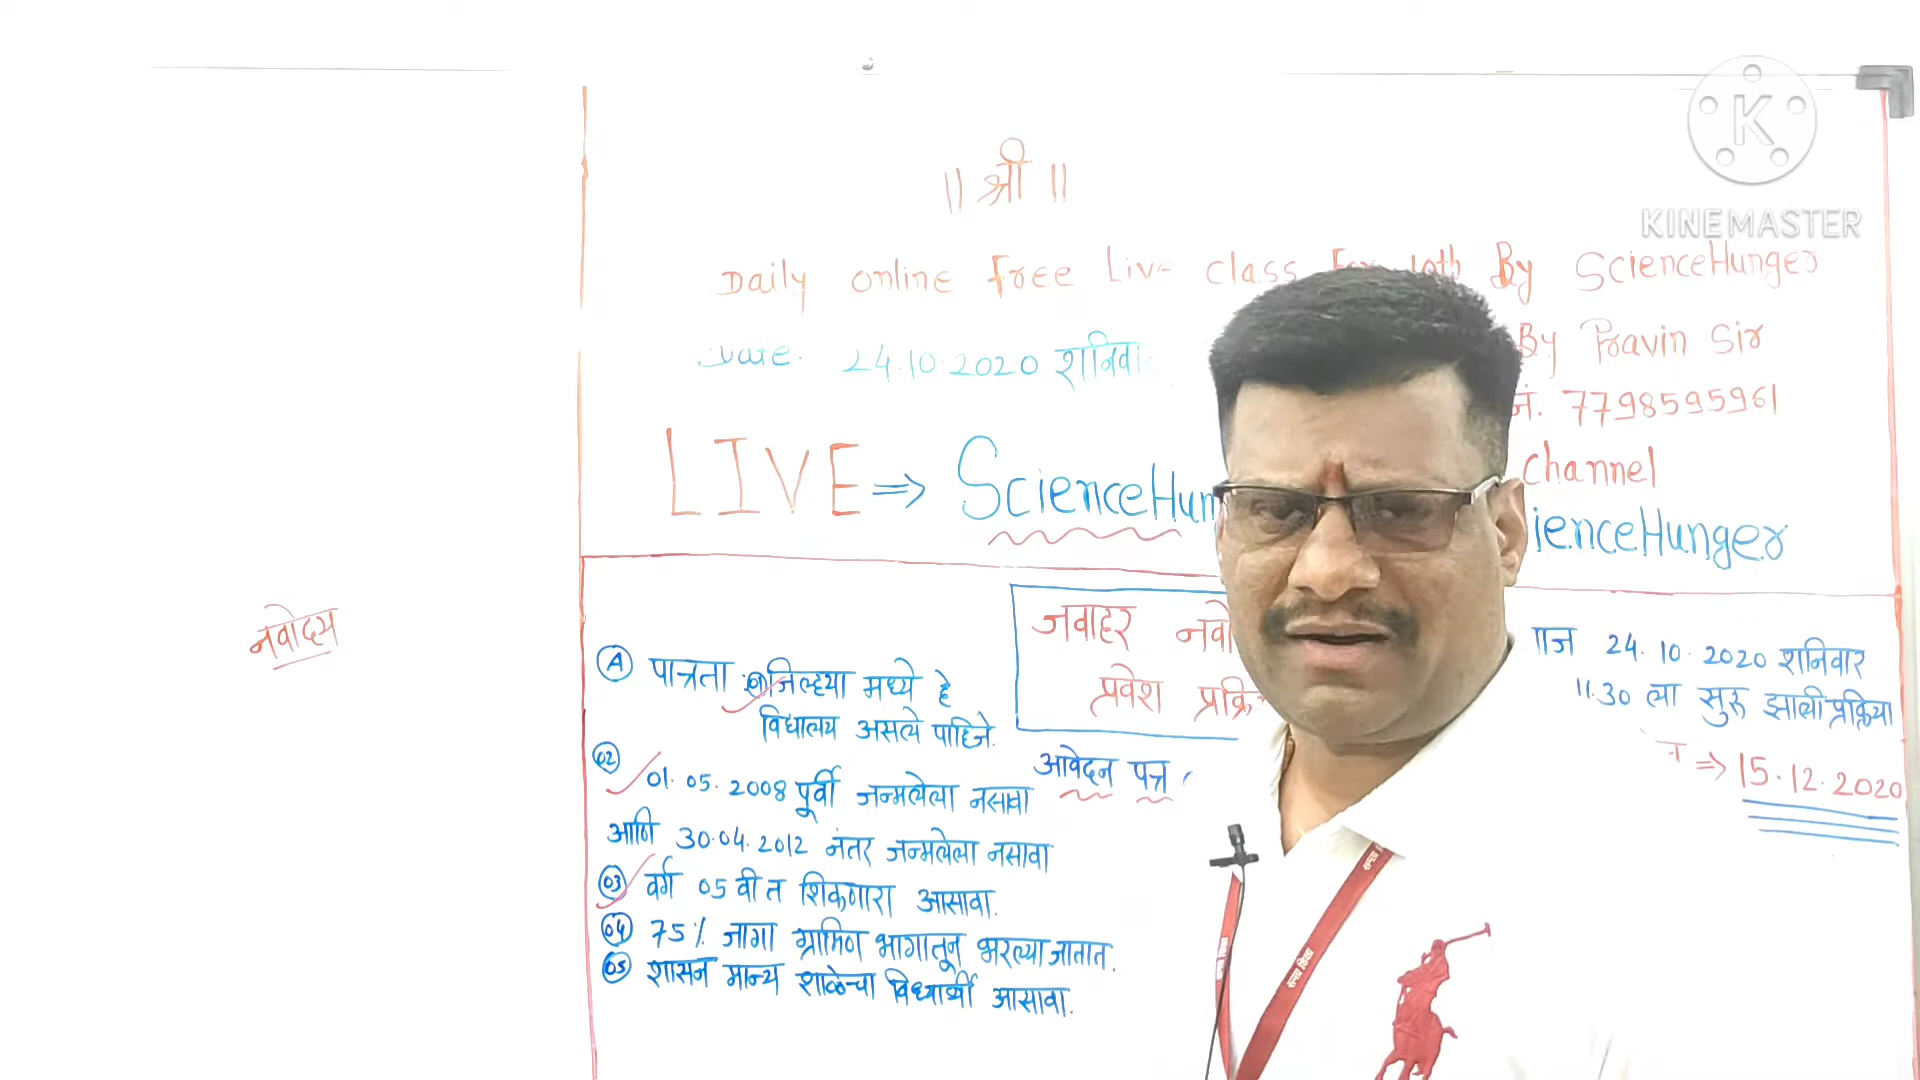 KINEMASTER
|| श्री ||
Daily online Free Live class For 10th By ScienceHunger
Date. 24.10.2020 शनिवा
By Pravin Sir
नं. 7798595961
LIVE ⇒ ScienceHun
Channel
ienceHunger
नवोदय
जवाहर नवो
प्रवेश प्रक्रि
24.10.2020 शनिवार
11.30 ला सुरू झाली प्रक्रिया
⇒ 15.12.2020
आवेदन पत्र
(A) पात्रता 01 जिल्ह्या मध्ये हे
विद्यालय असले पाहिजे.
02 01.05.2008 पूर्वी जन्मलेला नसावा
आणि 30.04.2012 नंतर जन्मलेला नसावा
03 वर्ग 05 वी त शिकणारा आसावा.
04 75% जागा ग्रामिण भागातून भरल्या जातात.
05 शासन मान्य शाळेचा विध्यार्थी आसावा.